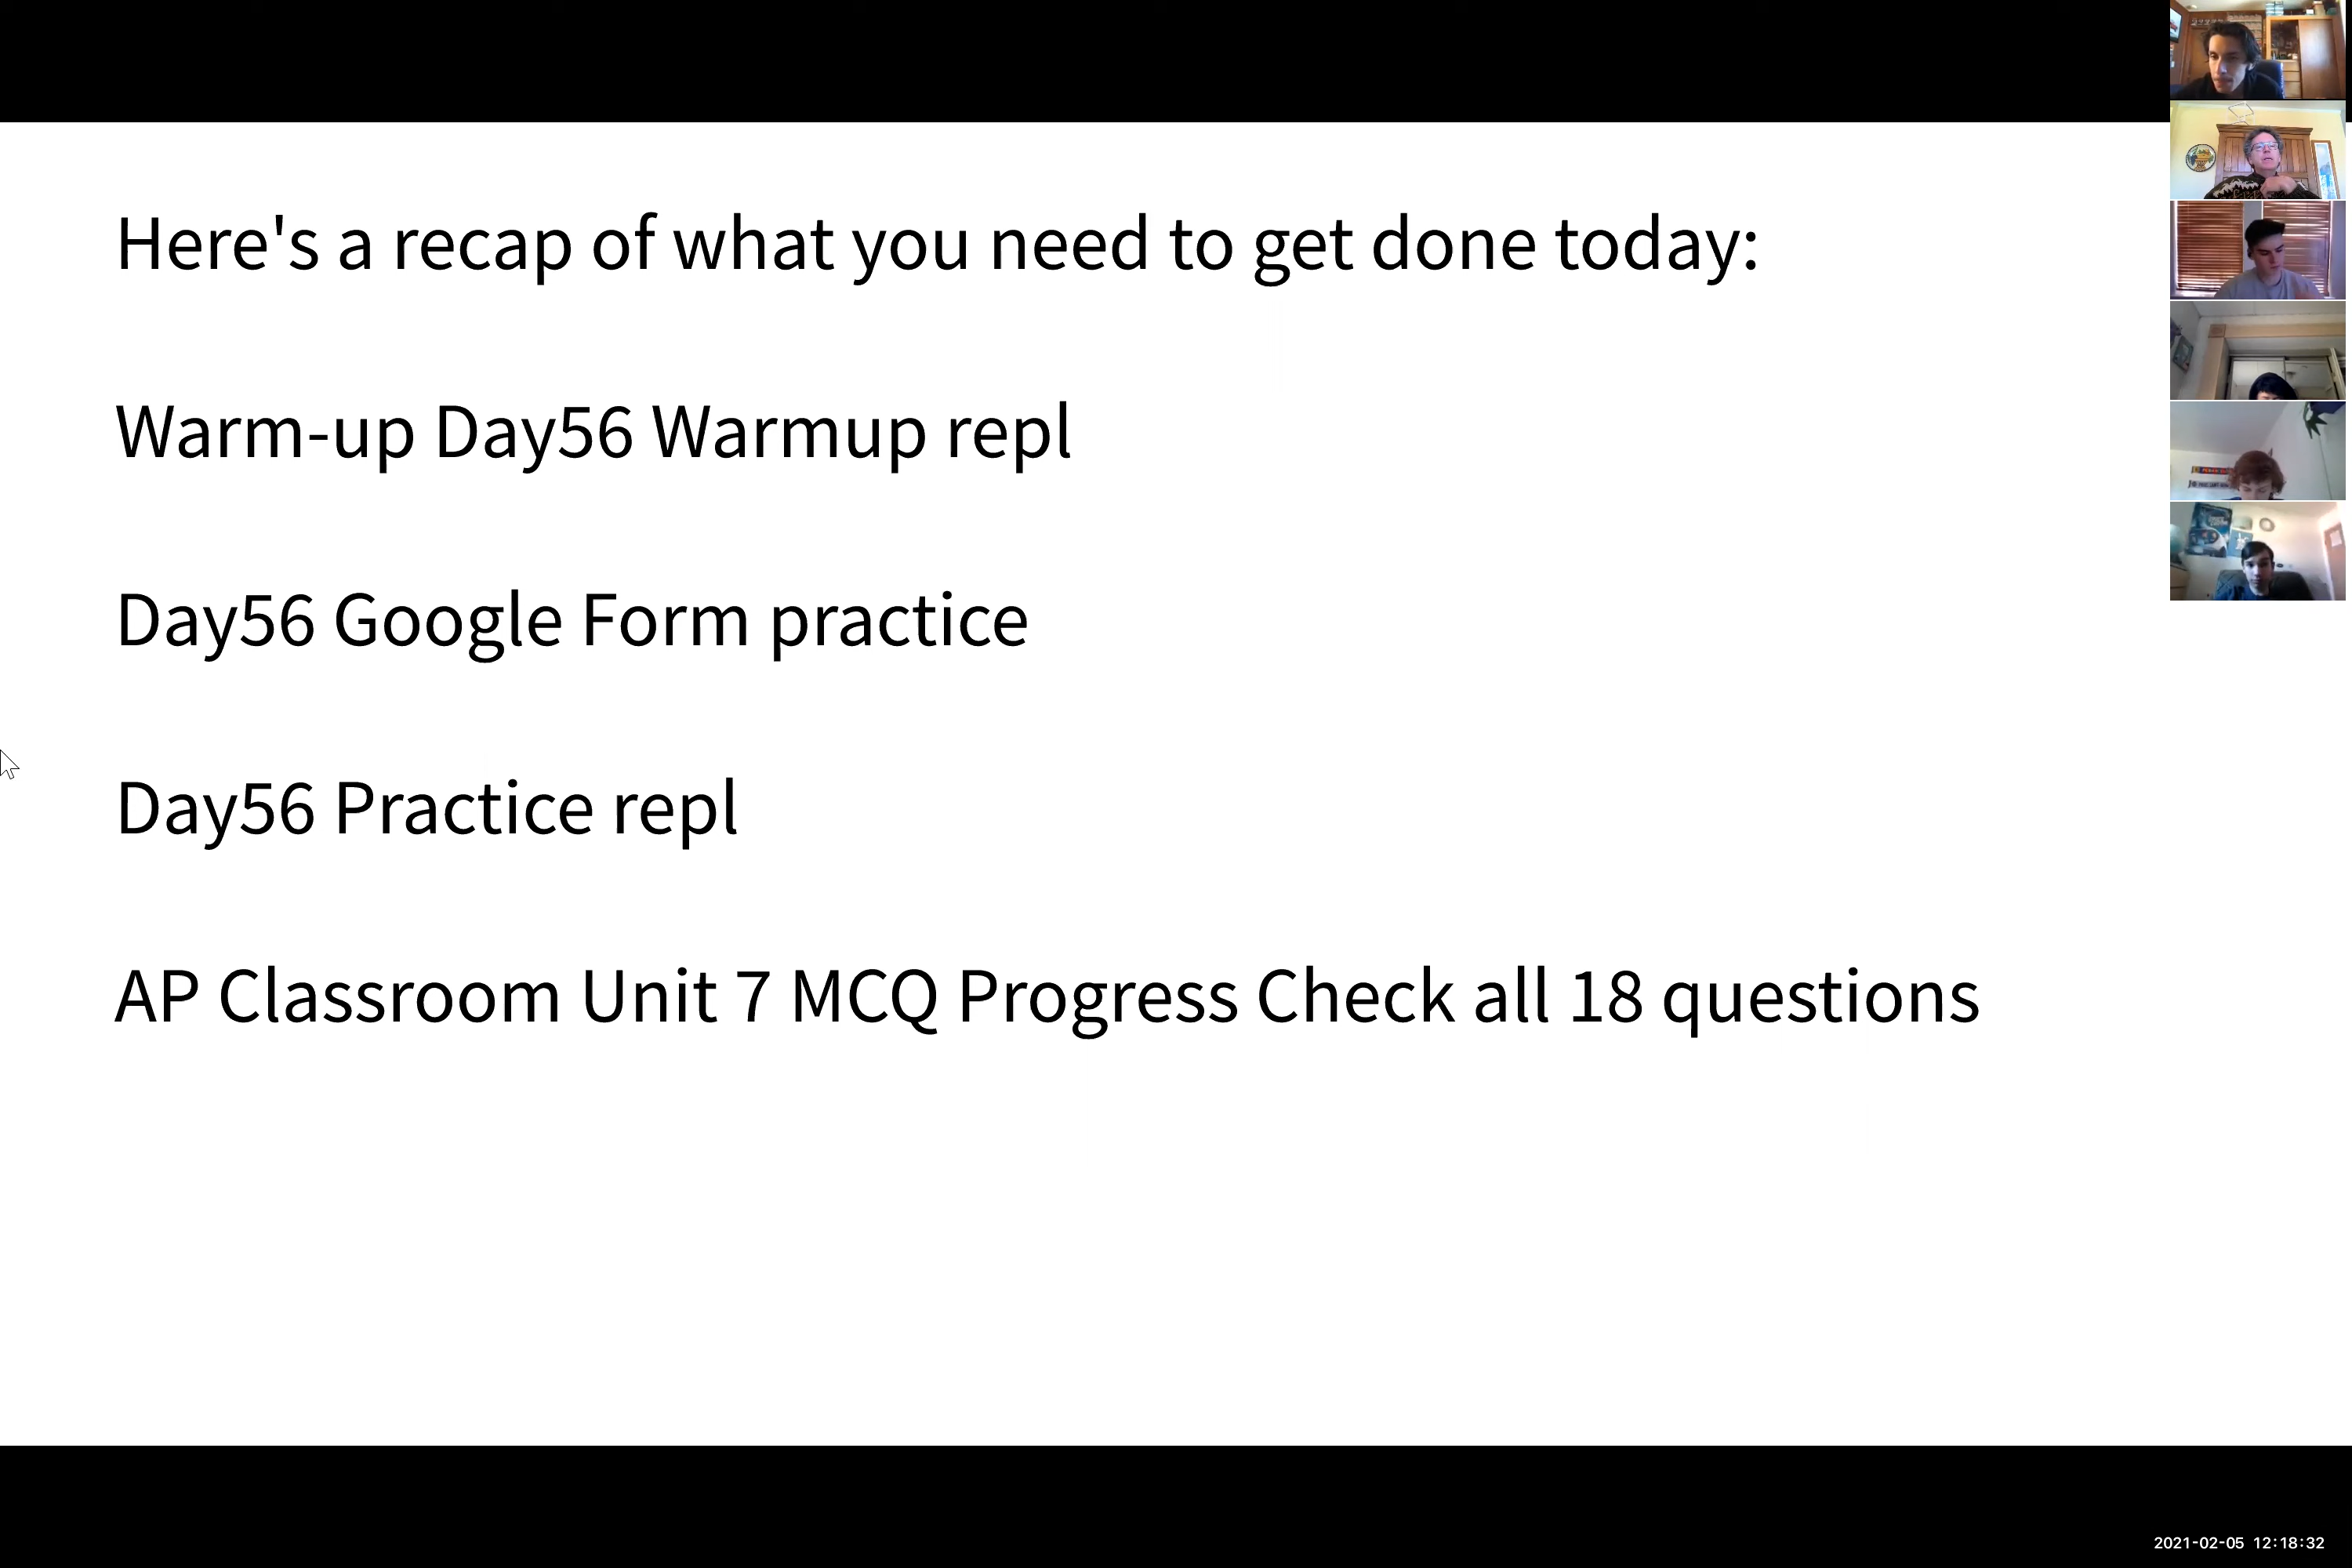 Here's a recap of what you need to get done today:
Warm-up Day56 Warmup repl
Day56 Google Form practice
Day56 Practice repl
AP Classroom Unit 7 MCQ Progress Check all 18 questions
2021-02-05 12:18:32